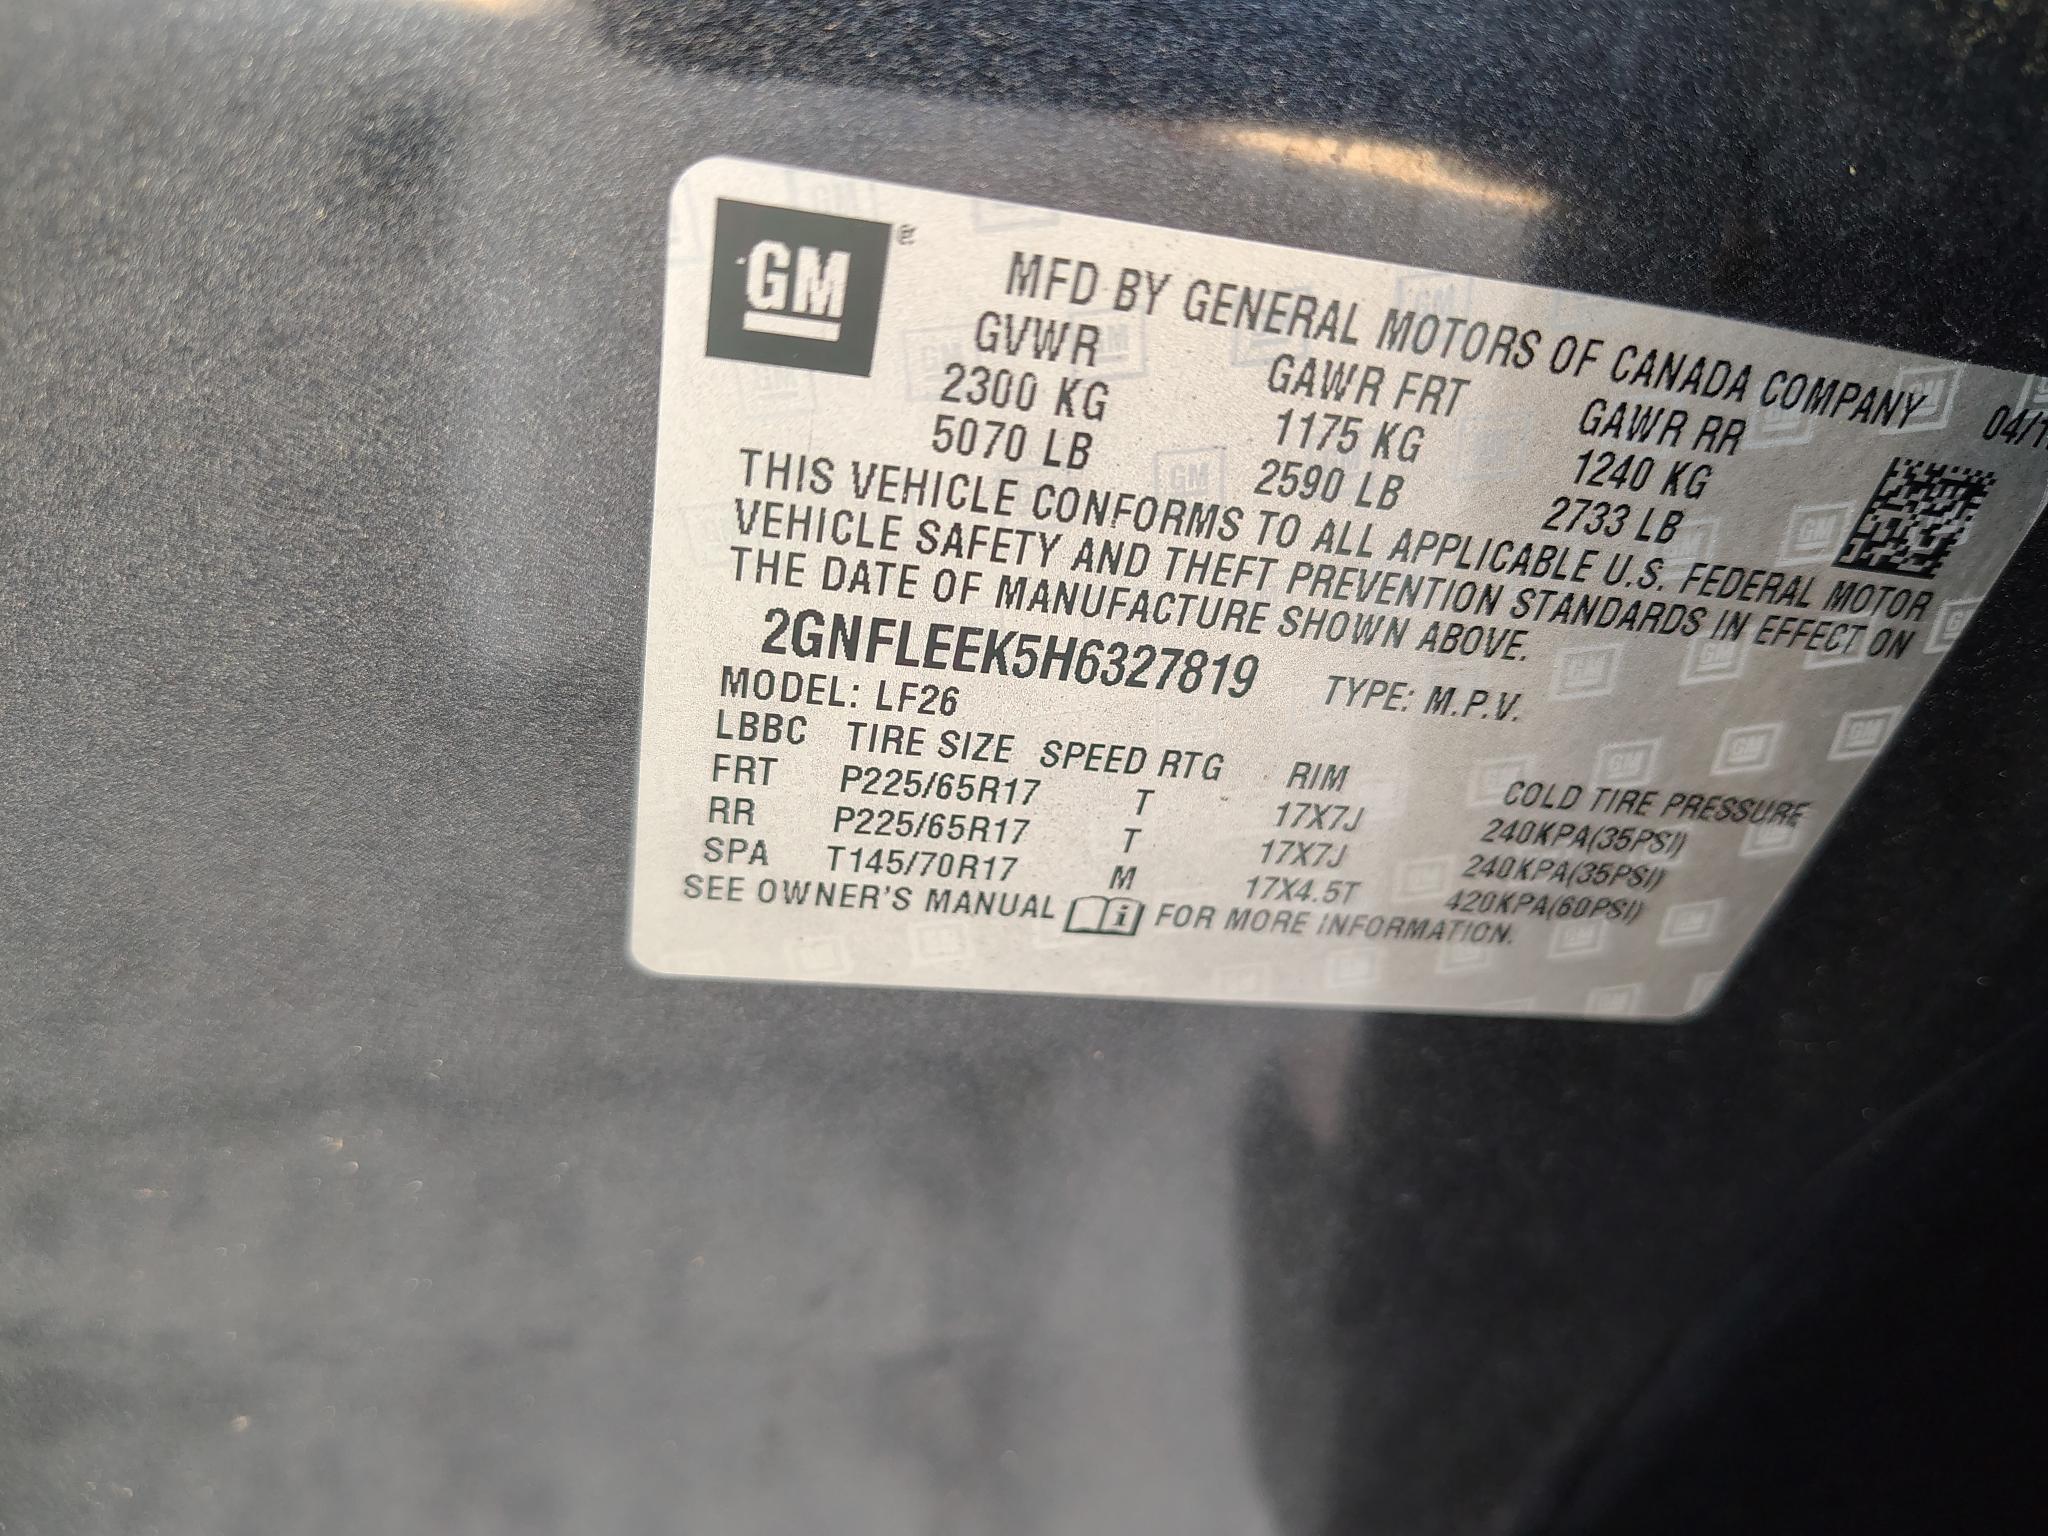 GM
MFD BY GENERAL MOTORS OF CANADA COMPANY
GVWR GAWR FRT GAWR RR
2300 KG 1175 KG 1240 KG
5070 LB 2590 LB 2733 LB
THIS VEHICLE CONFORMS TO ALL APPLICABLE U.S. FEDERAL MOTOR
VEHICLE SAFETY AND THEFT PREVENTION STANDARDS IN EFFECT ON
THE DATE OF MANUFACTURE SHOWN ABOVE.
2GNFLEEK5H6327819 TYPE: M.P.V.
MODEL: LF26
LBBC TIRE SIZE SPEED RTG RIM COLD TIRE PRESSURE
FRT P225/65R17 T 17X7J 240KPA(35PSI)
RR P225/65R17 T 17X7J 240KPA(35PSI)
SPA T145/70R17 M 17X4.5T 420KPA(60PSI)
SEE OWNER'S MANUAL i FOR MORE INFORMATION.